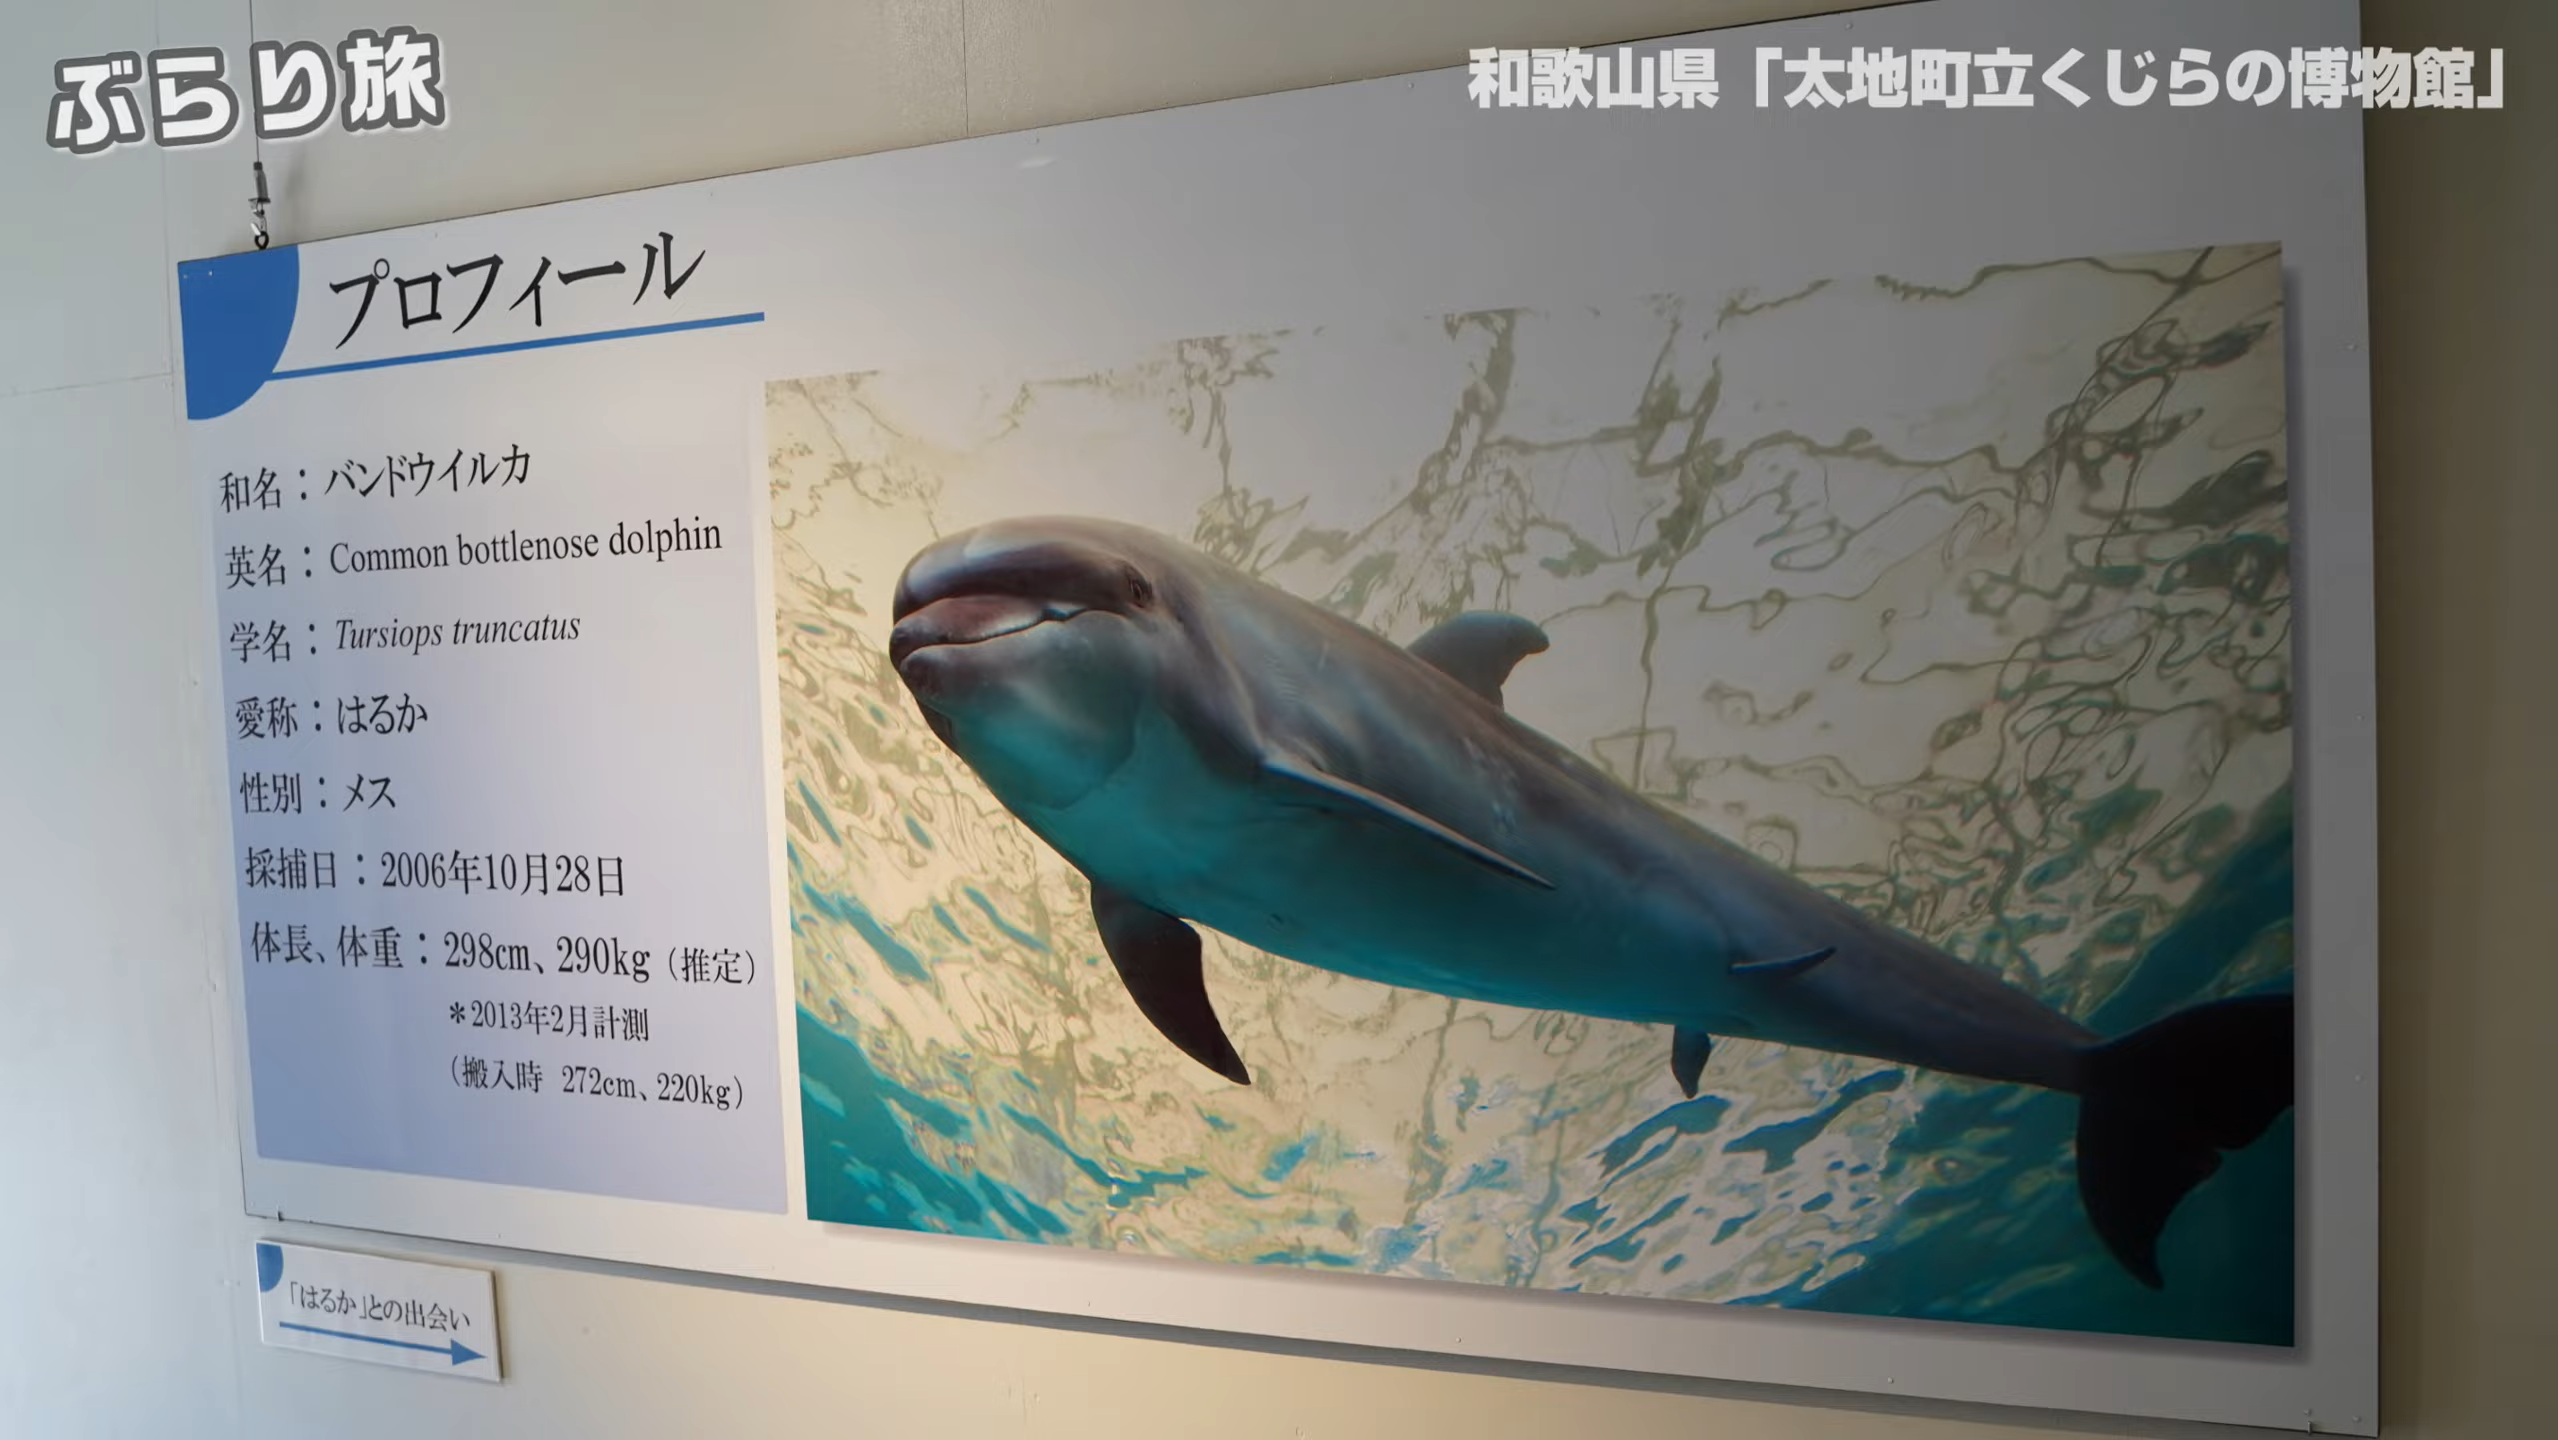 ぶらり旅
和歌山県「太地町立くじらの博物館」
プロフィール
和名：バンドウイルカ
英名：Common bottlenose dolphin
学名：Tursiops truncatus
愛称：はるか
性別：メス
採捕日：2006年10月28日
体長、体重：298cm、290kg（推定）
＊2013年2月計測
（搬入時　272cm、220kg）
「はるか」との出会い